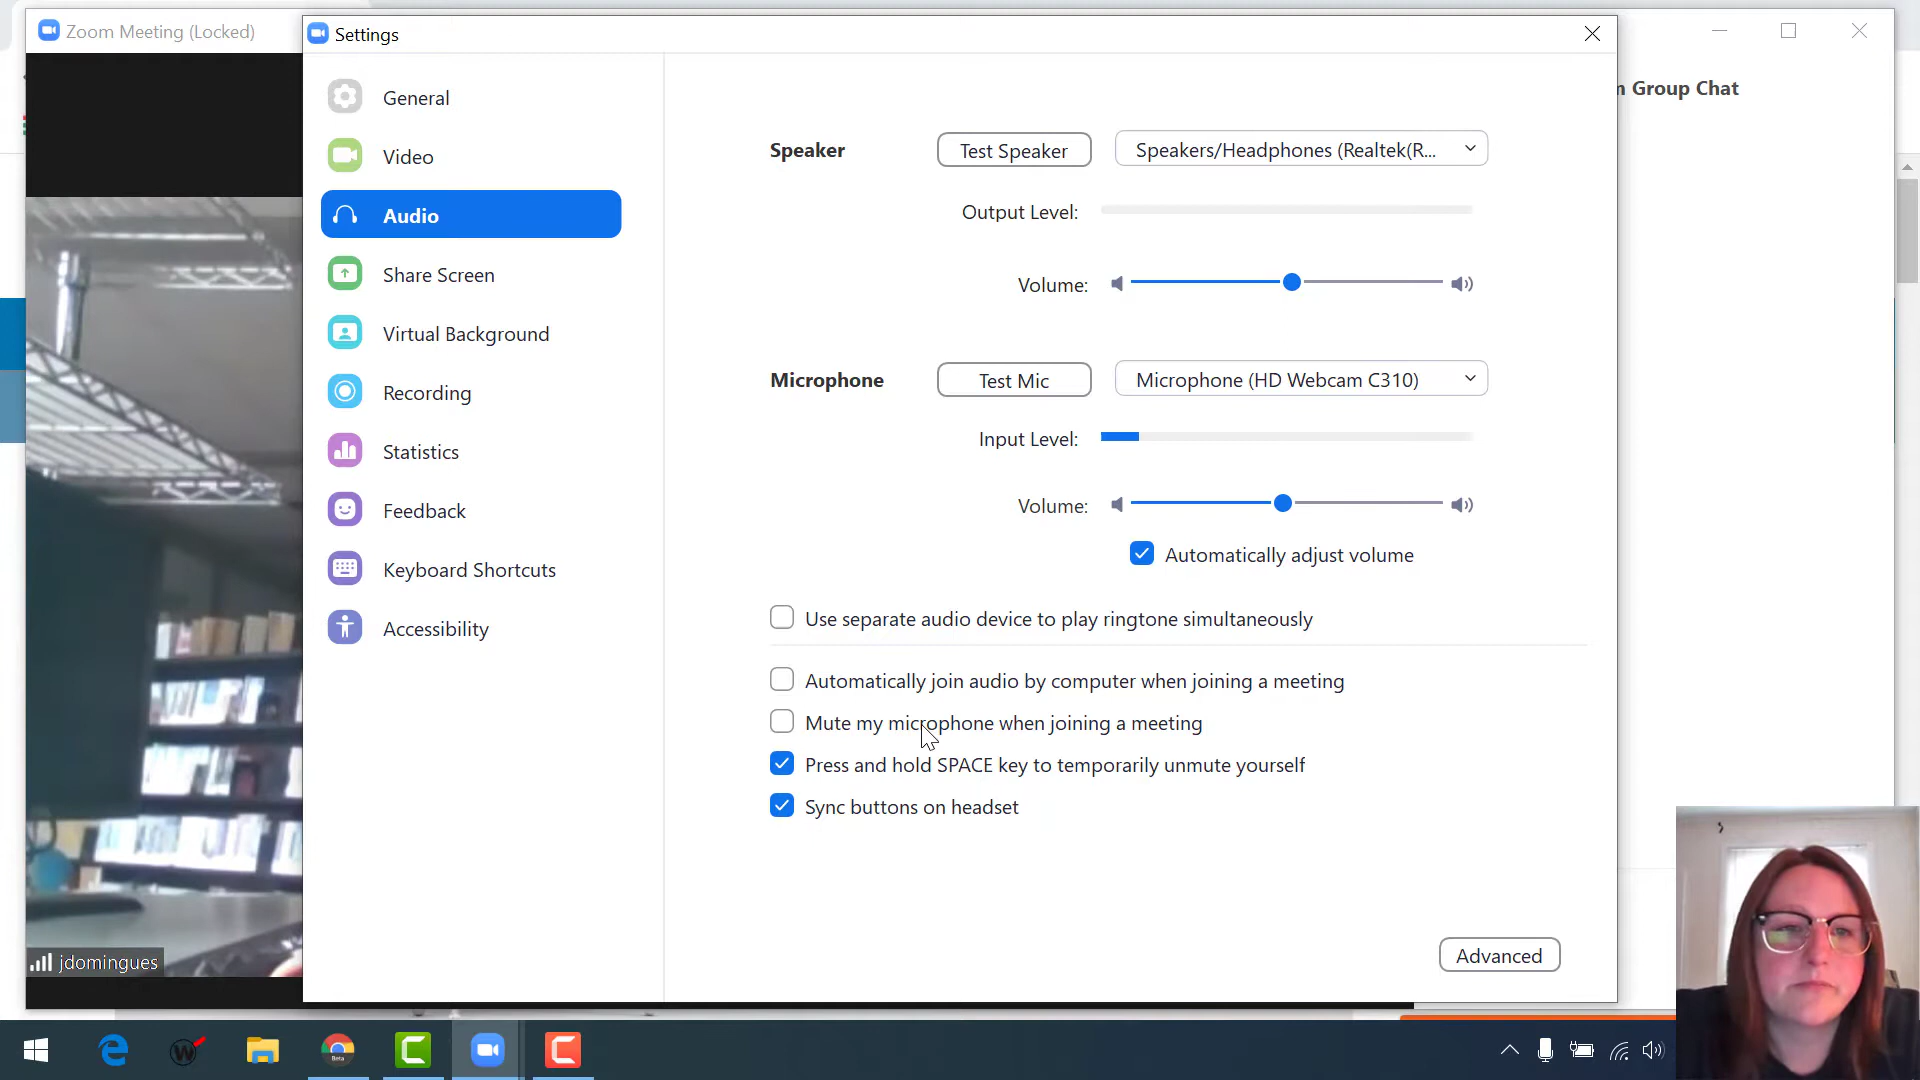 Zoom Meeting (Locked)
Settings
Group Chat
General
Video
Audio
Share Screen
Virtual Background
Recording
Statistics
Feedback
Keyboard Shortcuts
Accessibility
Speaker
Test Speaker
Speakers/Headphones (Realtek(R...
Output Level:
Volume:
Microphone
Test Mic
Microphone (HD Webcam C310)
Input Level:
Volume:
Automatically adjust volume
Use separate audio device to play ringtone simultaneously
Automatically join audio by computer when joining a meeting
Mute my microphone when joining a meeting
Press and hold SPACE key to temporarily unmute yourself
Sync buttons on headset
Advanced
jdomingues
Beta